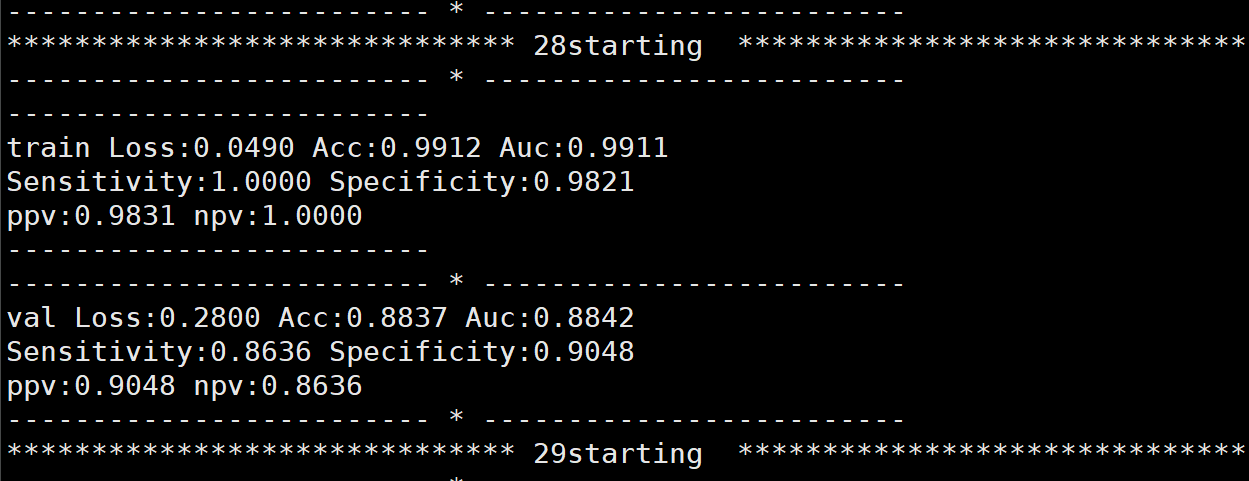 ------------------------- * -------------------------
****************************** 28starting  ******************************
------------------------- * -------------------------
-------------------------
train Loss:0.0490 Acc:0.9912 Auc:0.9911
Sensitivity:1.0000 Specificity:0.9821
ppv:0.9831 npv:1.0000
-------------------------
------------------------- * -------------------------
val Loss:0.2800 Acc:0.8837 Auc:0.8842
Sensitivity:0.8636 Specificity:0.9048
ppv:0.9048 npv:0.8636
------------------------- * -------------------------
****************************** 29starting  ******************************
*